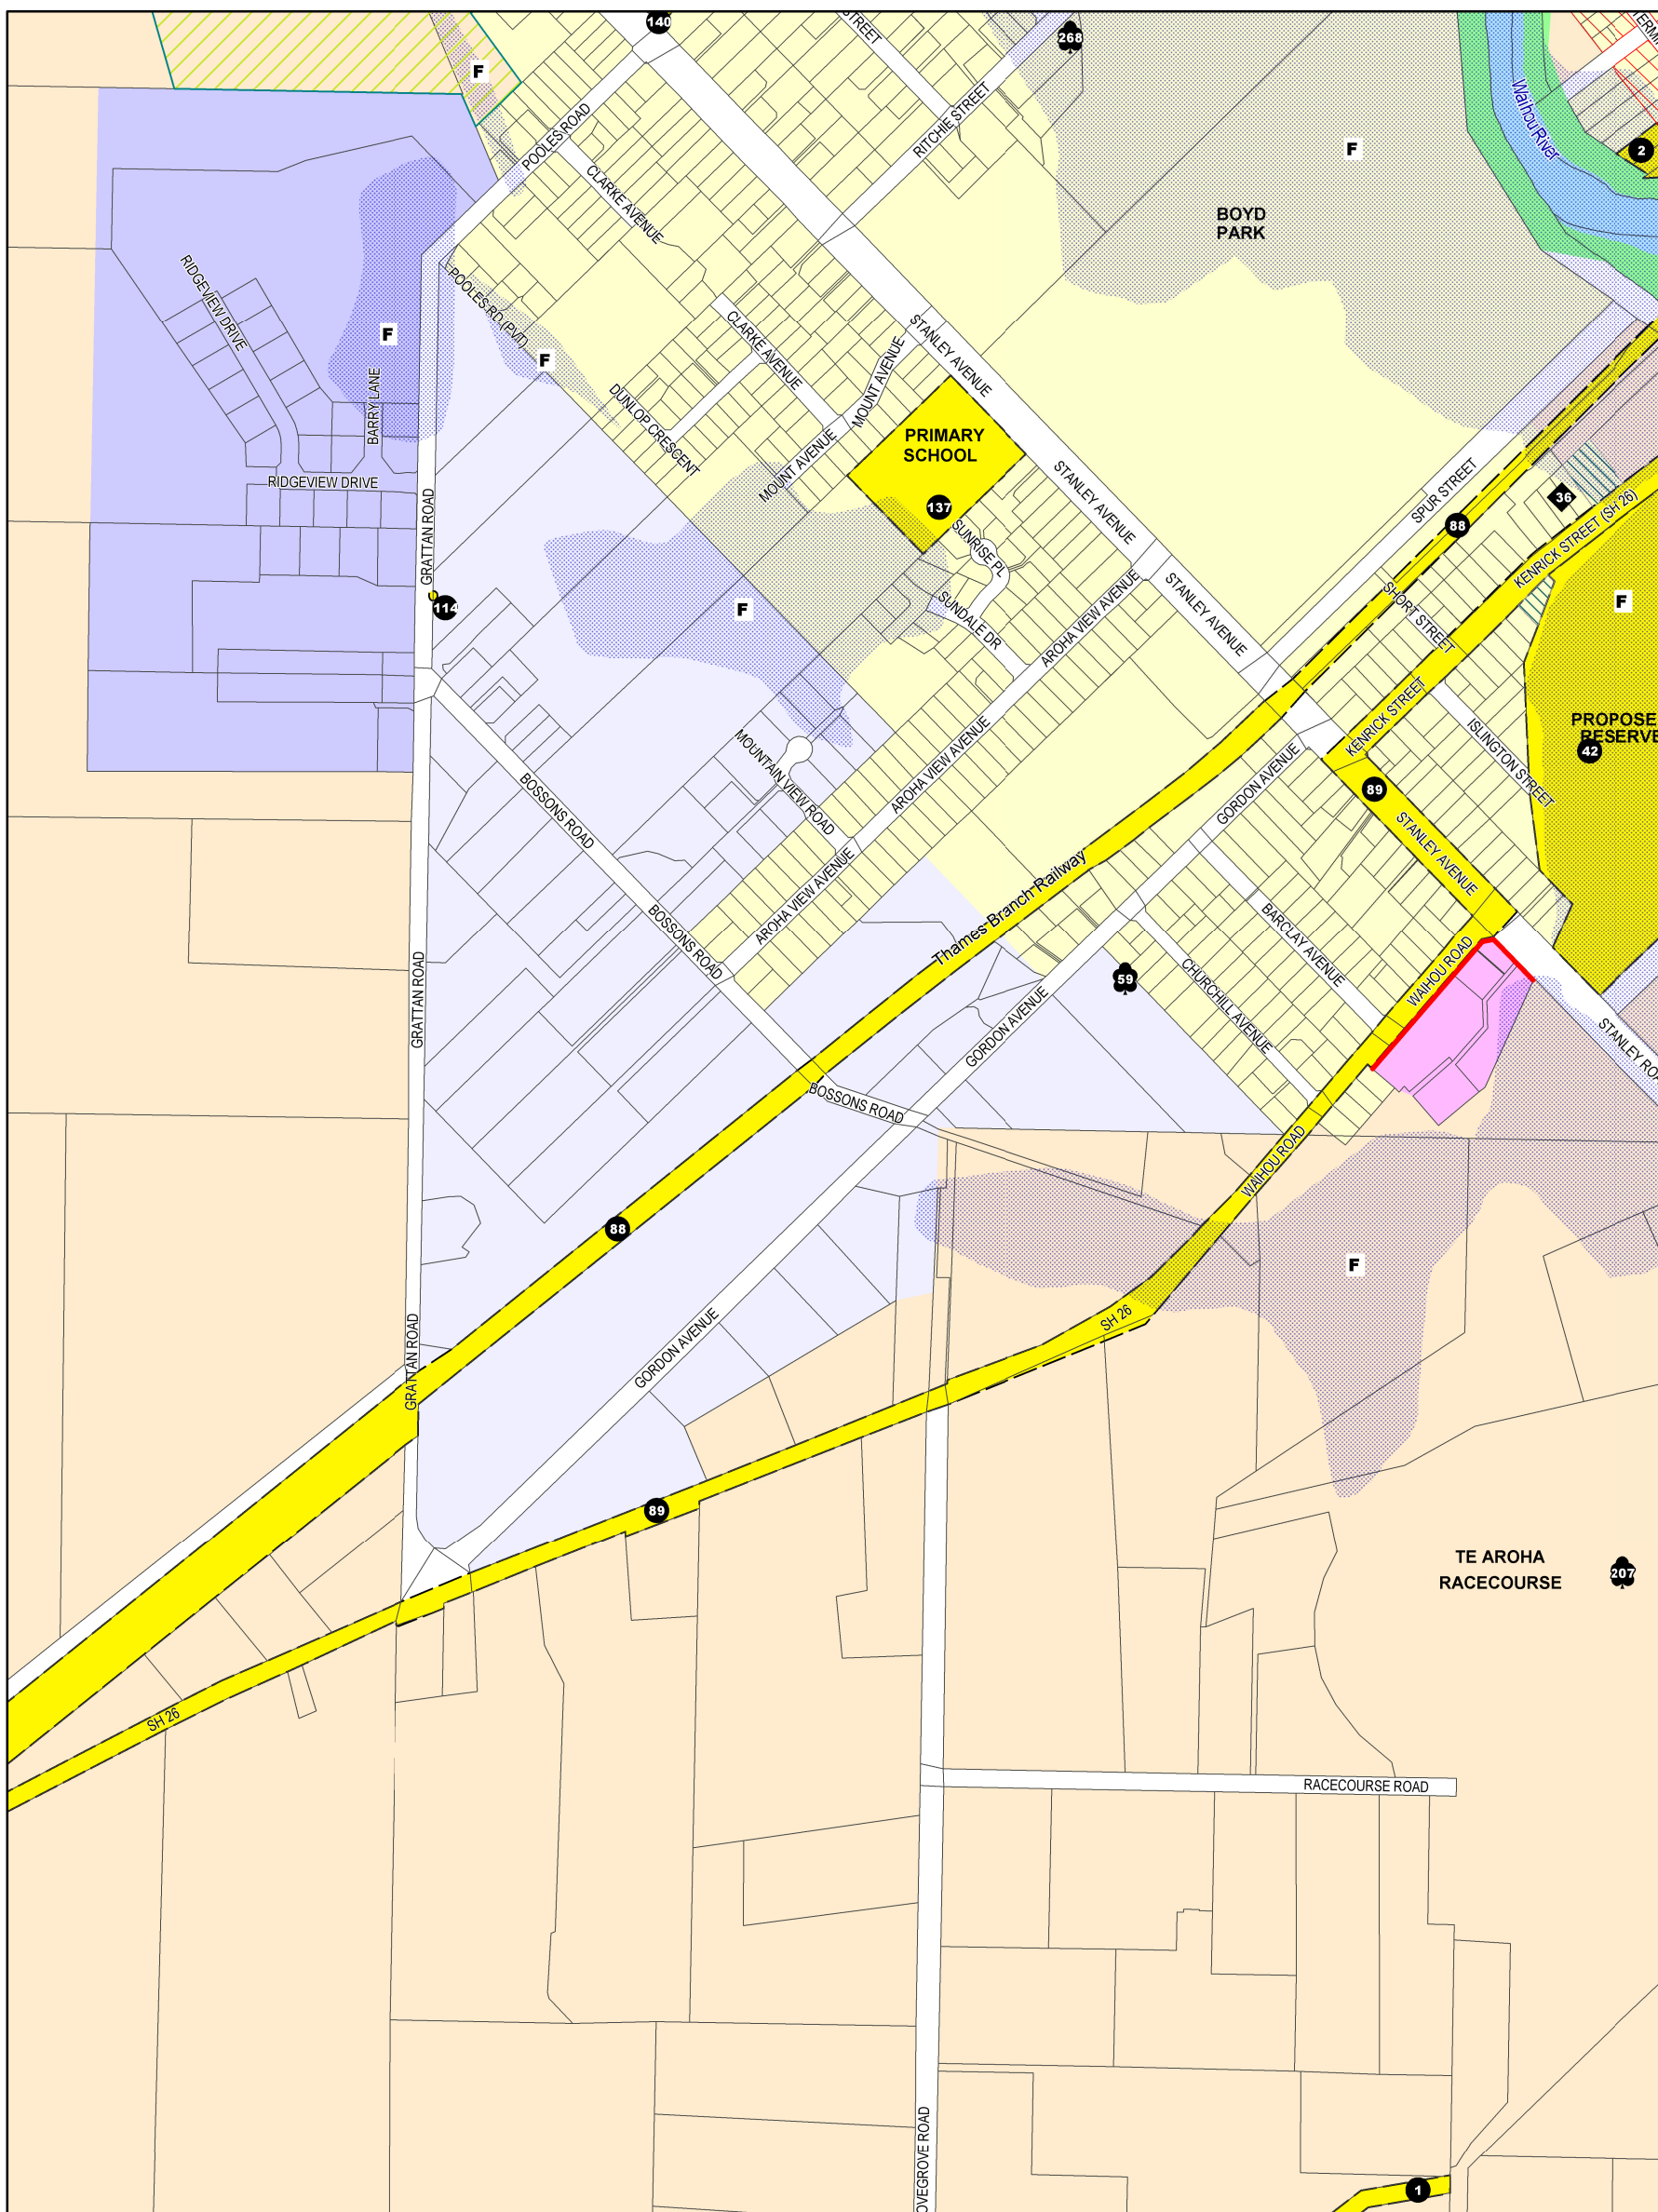 140
STREET
268
F
RITCHIE STREET
POOLES ROAD
Waihou River
2
F
CLARKE AVENUE
BOYD
PARK
RIDGEVIEW DRIVE
POOLES RD (PVT)
F
F
CLARKE AVENUE
MOUNT AVENUE
STANLEY AVENUE
BARRY LANE
DUNLOP CRESCENT
PRIMARY
SCHOOL
MOUNT AVENUE
137
STANLEY AVENUE
SPUR STREET
88
36
KENRICK STREET (SH 26)
RIDGEVIEW DRIVE
GRATTAN ROAD
SUNRISE PL
114
F
SUNDALE DR
AROHA VIEW AVENUE
STANLEY AVENUE
SHORT STREET
F
KENRICK STREET
PROPOSE
RESERVE
42
ISLINGTON STREET
MOUNTAIN VIEW ROAD
AROHA VIEW AVENUE
GORDON AVENUE
89
BOSSONS ROAD
STANLEY AVENUE
Thames Branch Railway
AROHA VIEW AVENUE
BOSSONS ROAD
BARCLAY AVENUE
59
WAIHOU ROAD
CHURCHILL AVENUE
GRATTAN ROAD
GORDON AVENUE
STANLEY ROA
BOSSONS ROAD
WAIHOU ROAD
88
F
SH 26
GRATTAN ROAD
GORDON AVENUE
89
TE AROHA
RACECOURSE
207
SH 26
RACECOURSE ROAD
OVEGROVE ROAD
1